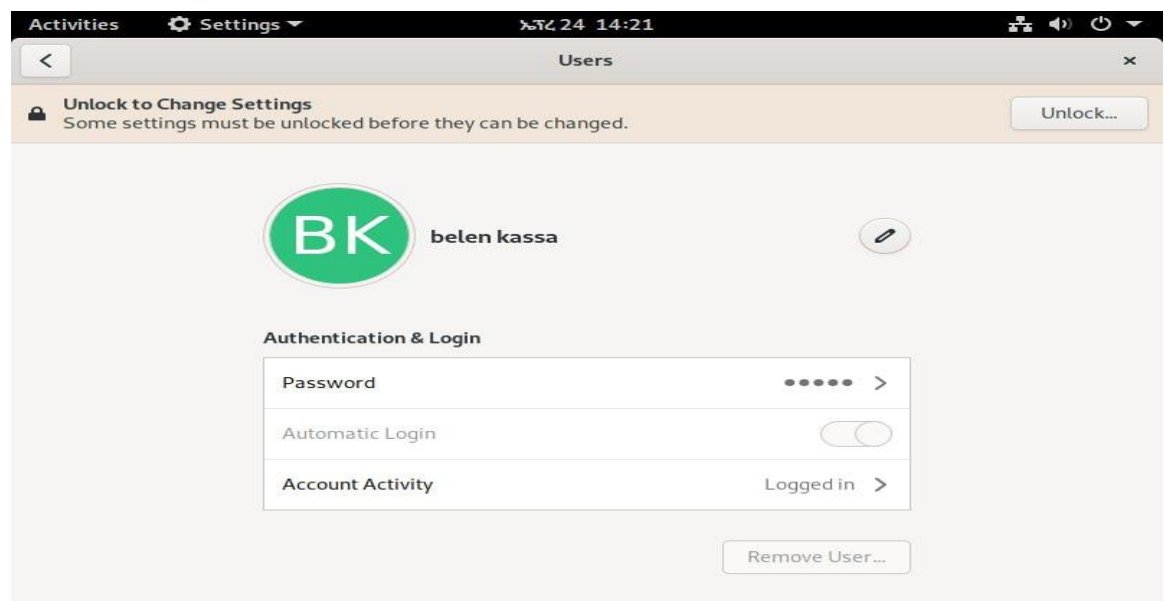 Activities Settings 24 14:21
Users
Unlock to Change Settings
Some settings must be unlocked before they can be changed.
Unlock...
BK
belen kassa
Authentication & Login
Password
Automatic Login
Account Activity Logged in
Remove User...